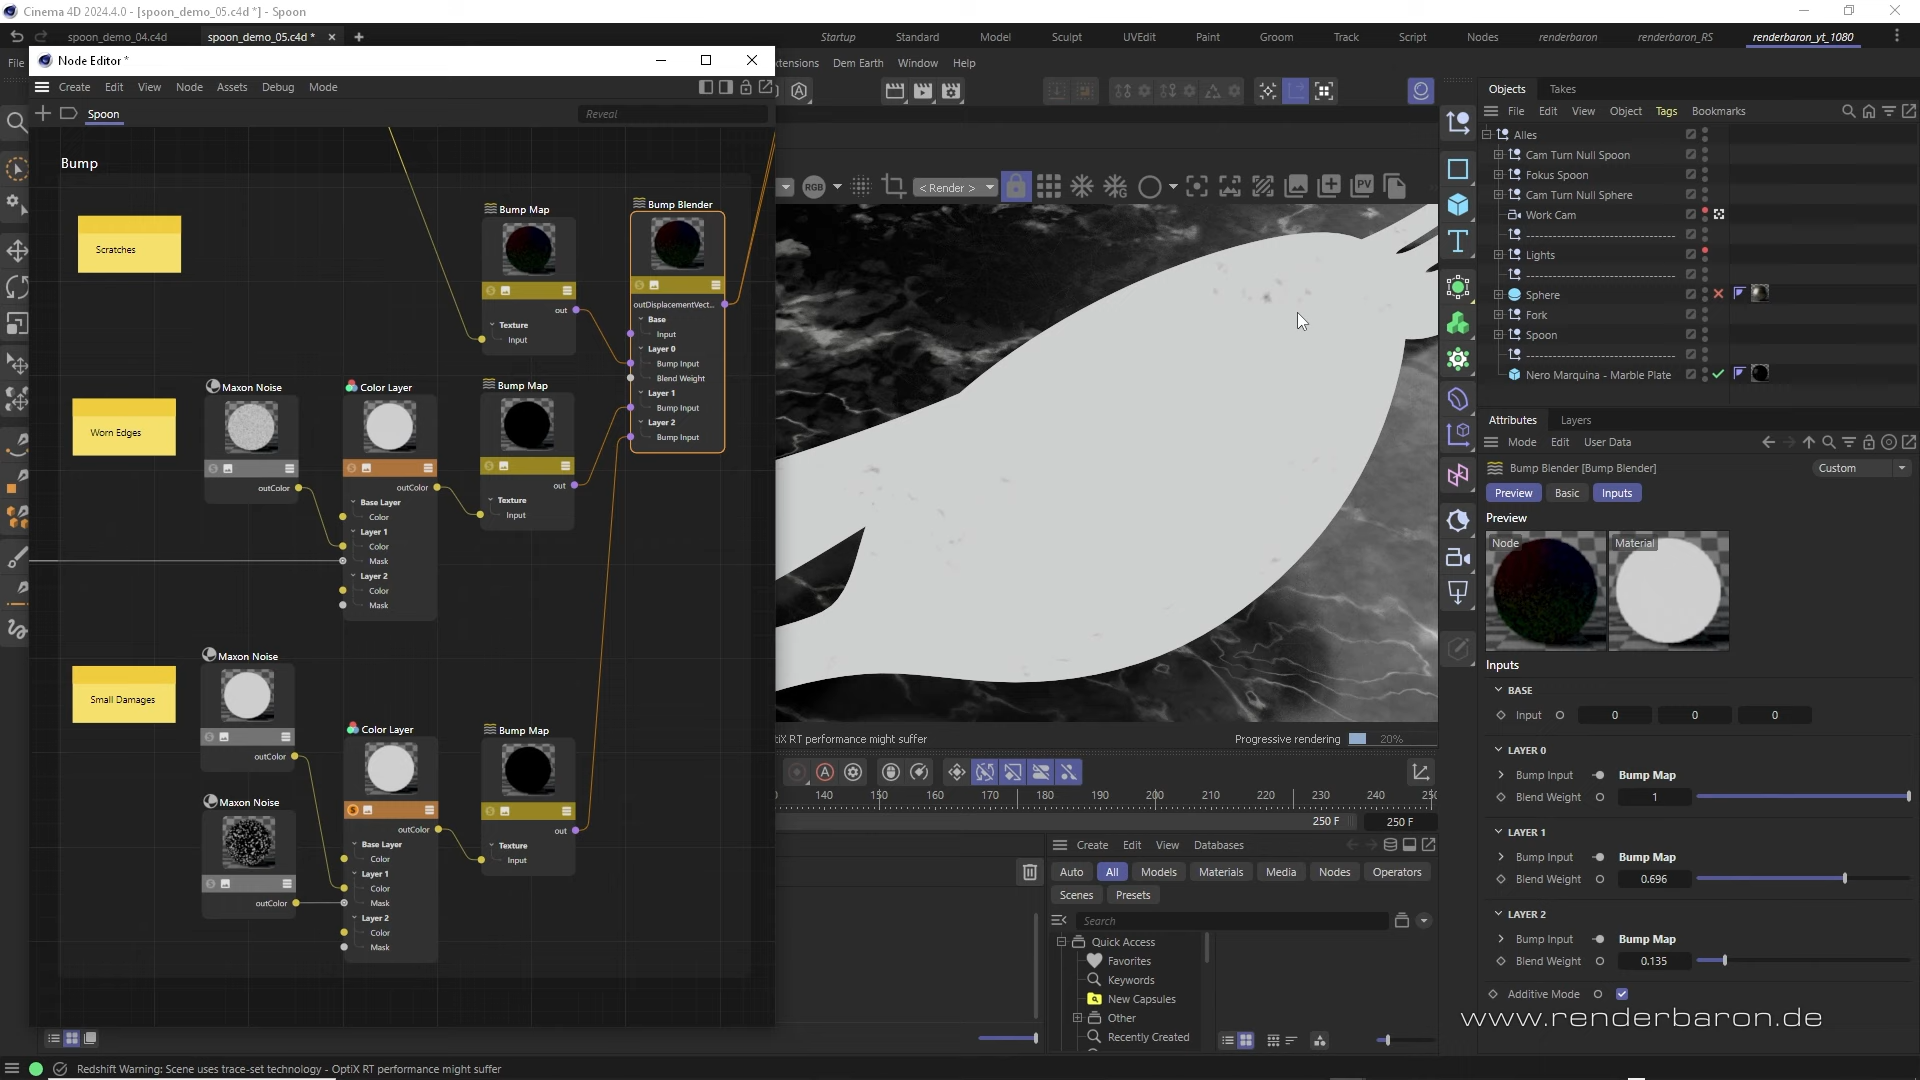 Cinema 4D 2024.4.0 - [spoon_demo_05.c4d *] - Spoon
spoon_demo_04.c4d
spoon_demo_05.c4d *
Startup
Standard
Model
Sculpt
UVEdit
Paint
Groom
Track
Script
Nodes
renderbaron
renderbaron_RS
renderbaron_yt_1080
File
Node Editor *
Dem Earth
Window
Help
Create
Edit
View
Node
Assets
Debug
Mode
Spoon
Reveal
Bump
Scratches
Bump Map
out
Texture
Input
Bump Blender
outDisplacementVect...
Base
Input
Layer 0
Bump Input
Blend Weight
Layer 1
Bump Input
Layer 2
Bump Input
Worn Edges
Maxon Noise
outColor
Color Layer
outColor
Base Layer
Color
Layer 1
Color
Mask
Layer 2
Color
Mask
Bump Map
out
Texture
Input
Small Damages
Maxon Noise
outColor
Maxon Noise
outColor
Color Layer
outColor
Base Layer
Color
Layer 1
Color
Mask
Layer 2
Color
Mask
Bump Map
out
Texture
Input
RGB
< Render >
PV
OptiX RT performance might suffer
Progressive rendering
20%
140 150 160 170 180 190 200 210 220 230 240 250
250 F
250 F
Create
Edit
View
Databases
Auto
All
Models
Materials
Media
Nodes
Operators
Scenes
Presets
Search
Quick Access
Favorites
Keywords
New Capsules
Other
Recently Created
Objects
Takes
File
Edit
View
Object
Tags
Bookmarks
Alles
Cam Turn Null Spoon
Fokus Spoon
Cam Turn Null Sphere
Work Cam
Lights
Sphere
Fork
Spoon
Nero Marquina - Marble Plate
Attributes
Layers
Mode
Edit
User Data
Bump Blender [Bump Blender]
Custom
Preview
Basic
Inputs
Preview
Node
Material
Inputs
BASE
Input 0 0 0
LAYER 0
Bump Input Bump Map
Blend Weight 1
LAYER 1
Bump Input Bump Map
Blend Weight 0.696
LAYER 2
Bump Input Bump Map
Blend Weight 0.135
Additive Mode
www.renderbaron.de
Redshift Warning: Scene uses trace-set technology - OptiX RT performance might suffer